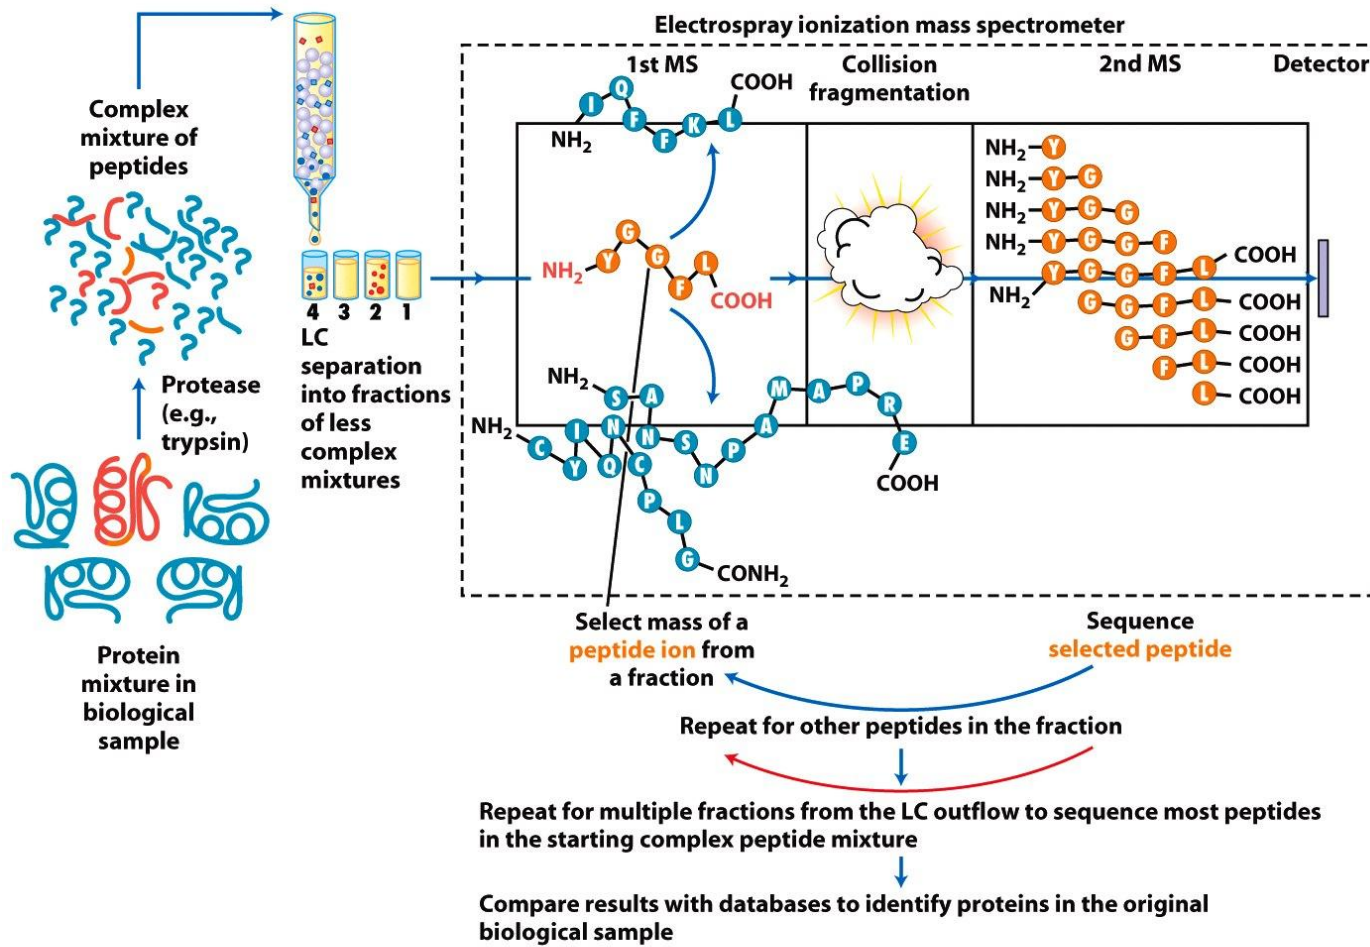 Electrospray ionization mass spectrometer
1st MS
Collision
fragmentation
2nd MS
Detector
Complex
mixture of
peptides
Protease
(e.g.,
trypsin)
Protein
mixture in
biological
sample
4 3 2 1
LC
separation
into fractions
of less
complex
mixtures
NH2 I Q F F K L COOH
NH2 Y G G F L COOH
NH2 S A N S N P A M A P R E COOH
NH2 C Y I Q N C P L G CONH2
NH2 Y
NH2 Y G
NH2 Y G G
NH2 Y G G F
NH2 Y G G F L COOH
G G F L COOH
G F L COOH
F L COOH
L COOH
Select mass of a
peptide ion from
a fraction
Sequence
selected peptide
Repeat for other peptides in the fraction
Repeat for multiple fractions from the LC outflow to sequence most peptides
in the starting complex peptide mixture
Compare results with databases to identify proteins in the original
biological sample